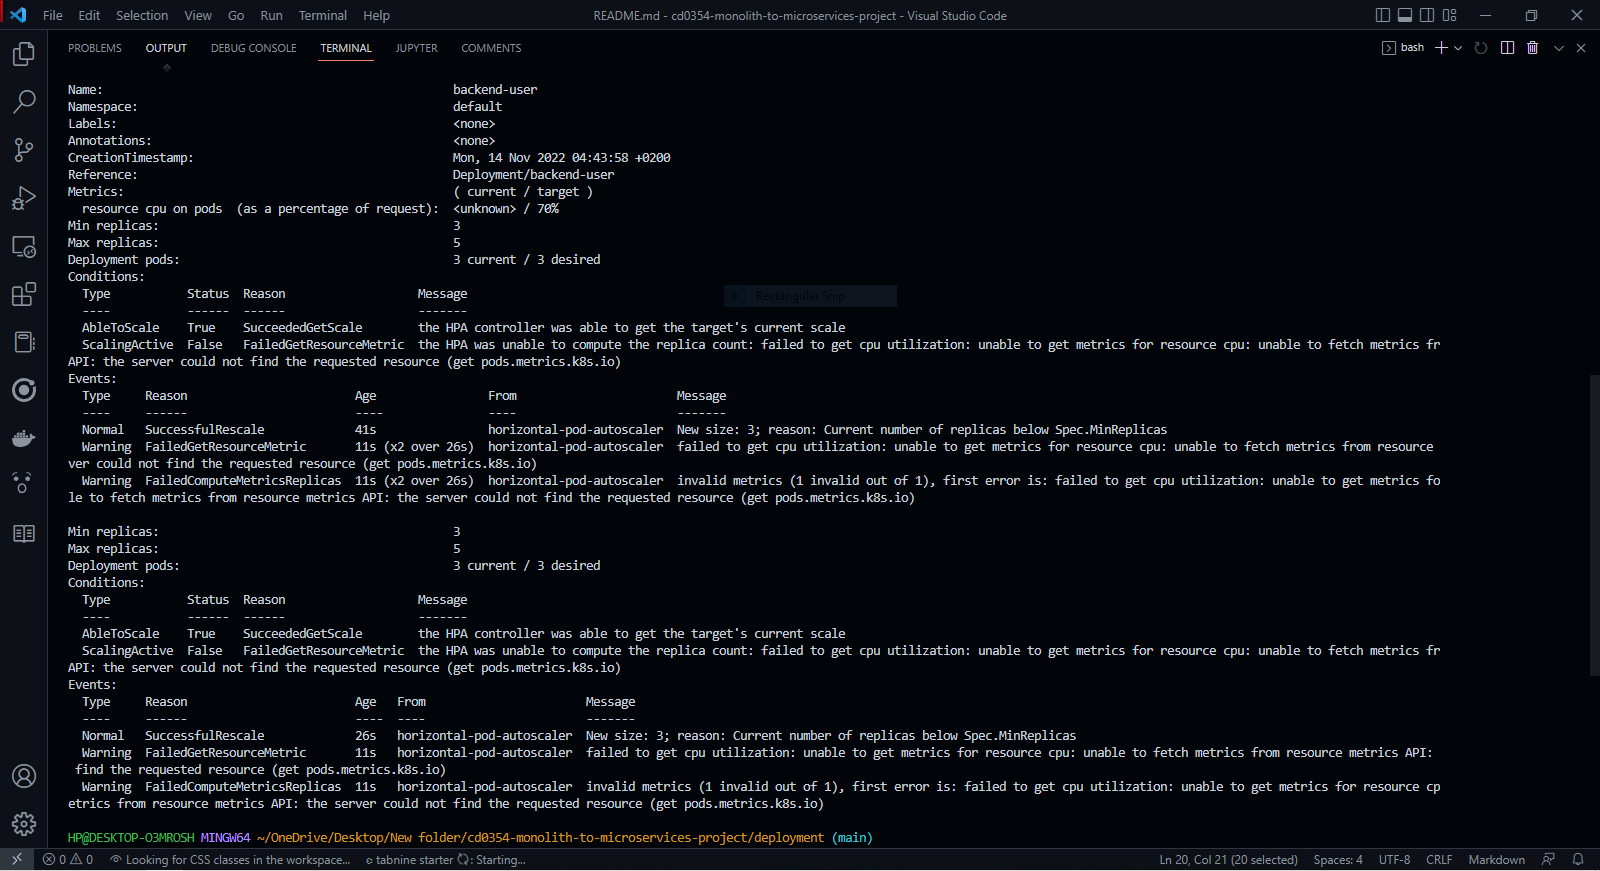 File Edit Selection View Go Run Terminal Help README.md - cd0354-monolith-to-microservices-project - Visual Studio Code
PROBLEMS OUTPUT DEBUG CONSOLE TERMINAL JUPYTER COMMENTS bash
Name: backend-user
Namespace: default
Labels: <none>
Annotations: <none>
CreationTimestamp: Mon, 14 Nov 2022 04:43:58 +0200
Reference: Deployment/backend-user
Metrics: ( current / target )
resource cpu on pods (as a percentage of request): <unknown> / 70%
Min replicas: 3
Max replicas: 5
Deployment pods: 3 current / 3 desired
Conditions:
Type Status Reason Message
---- ------ ------ -------
Rectangular Snip
AbleToScale True SucceededGetScale the HPA controller was able to get the target's current scale
ScalingActive False FailedGetResourceMetric the HPA was unable to compute the replica count: failed to get cpu utilization: unable to get metrics for resource cpu: unable to fetch metrics fr
API: the server could not find the requested resource (get pods.metrics.k8s.io)
Events:
Type Reason Age From Message
---- ------ ---- ---- -------
Normal SuccessfulRescale 41s horizontal-pod-autoscaler New size: 3; reason: Current number of replicas below Spec.MinReplicas
Warning FailedGetResourceMetric 11s (x2 over 26s) horizontal-pod-autoscaler failed to get cpu utilization: unable to get metrics for resource cpu: unable to fetch metrics from resource
ver could not find the requested resource (get pods.metrics.k8s.io)
Warning FailedComputeMetricsReplicas 11s (x2 over 26s) horizontal-pod-autoscaler invalid metrics (1 invalid out of 1), first error is: failed to get cpu utilization: unable to get metrics fo
le to fetch metrics from resource metrics API: the server could not find the requested resource (get pods.metrics.k8s.io)
Min replicas: 3
Max replicas: 5
Deployment pods: 3 current / 3 desired
Conditions:
Type Status Reason Message
---- ------ ------ -------
AbleToScale True SucceededGetScale the HPA controller was able to get the target's current scale
ScalingActive False FailedGetResourceMetric the HPA was unable to compute the replica count: failed to get cpu utilization: unable to get metrics for resource cpu: unable to fetch metrics fr
API: the server could not find the requested resource (get pods.metrics.k8s.io)
Events:
Type Reason Age From Message
---- ------ ---- ---- -------
Normal SuccessfulRescale 26s horizontal-pod-autoscaler New size: 3; reason: Current number of replicas below Spec.MinReplicas
Warning FailedGetResourceMetric 11s horizontal-pod-autoscaler failed to get cpu utilization: unable to get metrics for resource cpu: unable to fetch metrics from resource metrics API:
find the requested resource (get pods.metrics.k8s.io)
Warning FailedComputeMetricsReplicas 11s horizontal-pod-autoscaler invalid metrics (1 invalid out of 1), first error is: failed to get cpu utilization: unable to get metrics for resource cp
etrics from resource metrics API: the server could not find the requested resource (get pods.metrics.k8s.io)
HP@DESKTOP-O3MROSH MINGW64 ~/OneDrive/Desktop/New folder/cd0354-monolith-to-microservices-project/deployment (main)
0 0 Looking for CSS classes in the workspace... tabnine starter : Starting... Ln 20, Col 21 (20 selected) Spaces: 4 UTF-8 CRLF Markdown